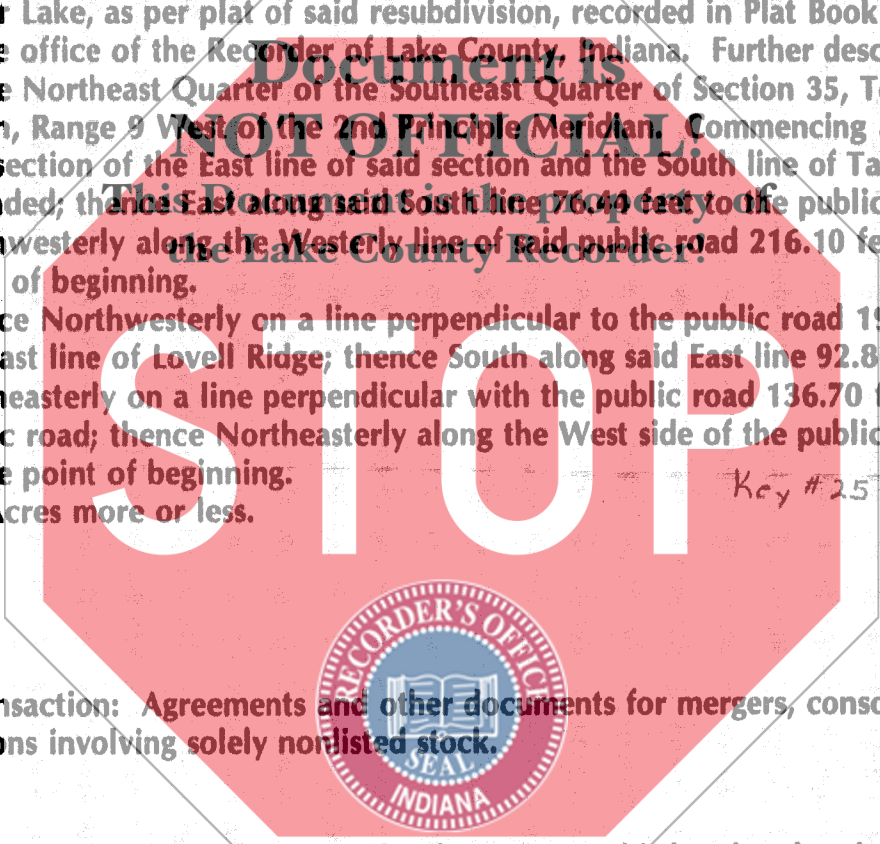 r Lake, as per plat of said resubdivision, recorded in Plat Book
e office of the Recorder of Lake County, Indiana. Further desc
Document is
e Northeast Quarter of the Southeast Quarter of Section 35, T
n, Range 9 West of the 2nd Principle Meridian. Commencing
NOT OFFICIAL!
section of the East line of said section and the South line of Ta
ded; thence East along said South line 76.44 feet to the public
This Document is the property of
westerly along the Westerly line of said public road 216.10 fe
the Lake County Recorder!
of beginning.
ce Northwesterly on a line perpendicular to the public road 19
ast line of Lovell Ridge; thence South along said East line 92.8
easterly on a line perpendicular with the public road 136.70 f
c road; thence Northeasterly along the West side of the public
e point of beginning.
Key #25
Acres more or less.
STOP
RECORDER'S OFFICE
nsaction: Agreements and other documents for mergers, conso
ons involving solely nonlisted stock.
SEAL
INDIANA